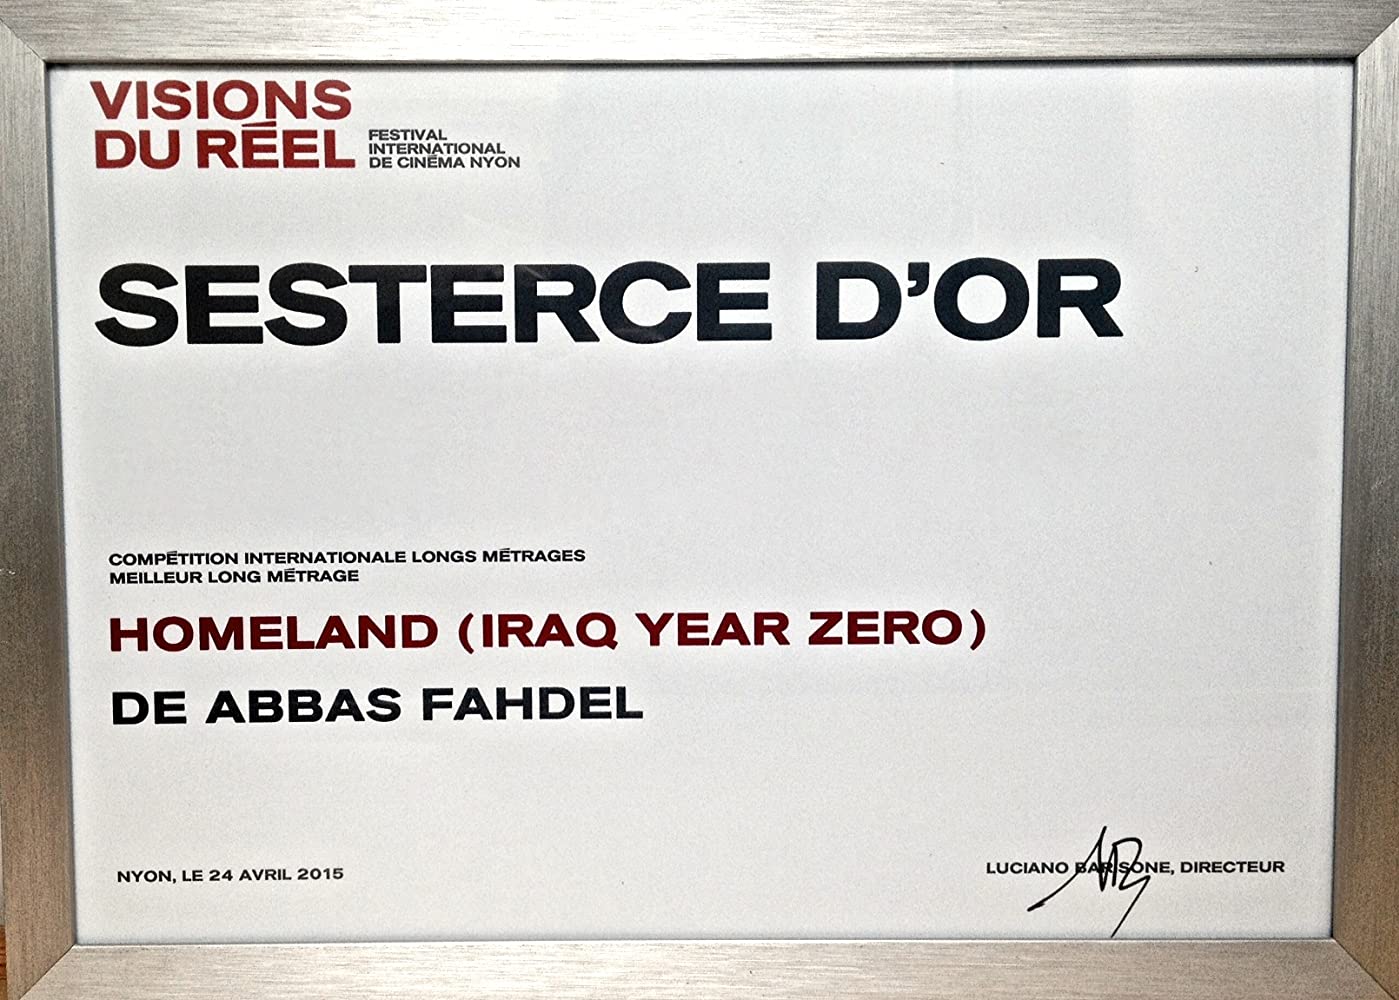 VISIONS
DU RÉEL
FESTIVAL
INTERNATIONAL
DE CINÉMA NYON
SESTERCE D'OR
COMPÉTITION INTERNATIONALE LONGS MÉTRAGES
MEILLEUR LONG MÉTRAGE
HOMELAND (IRAQ YEAR ZERO)
DE ABBAS FAHDEL
NYON, LE 24 AVRIL 2015
LUCIANO BARISONE, DIRECTEUR